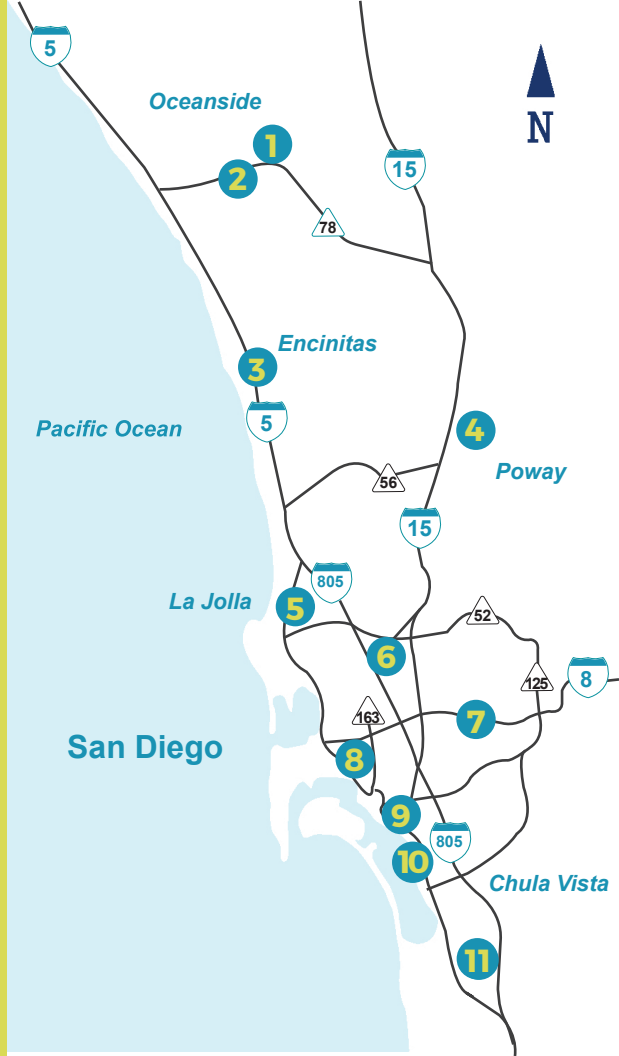 5
Oceanside
N
1
15
2
78
Encinitas
3
5
Pacific Ocean
4
Poway
56
15
805
La Jolla
5
52
6
125
8
163
7
San Diego
8
9
805
10
Chula Vista
11